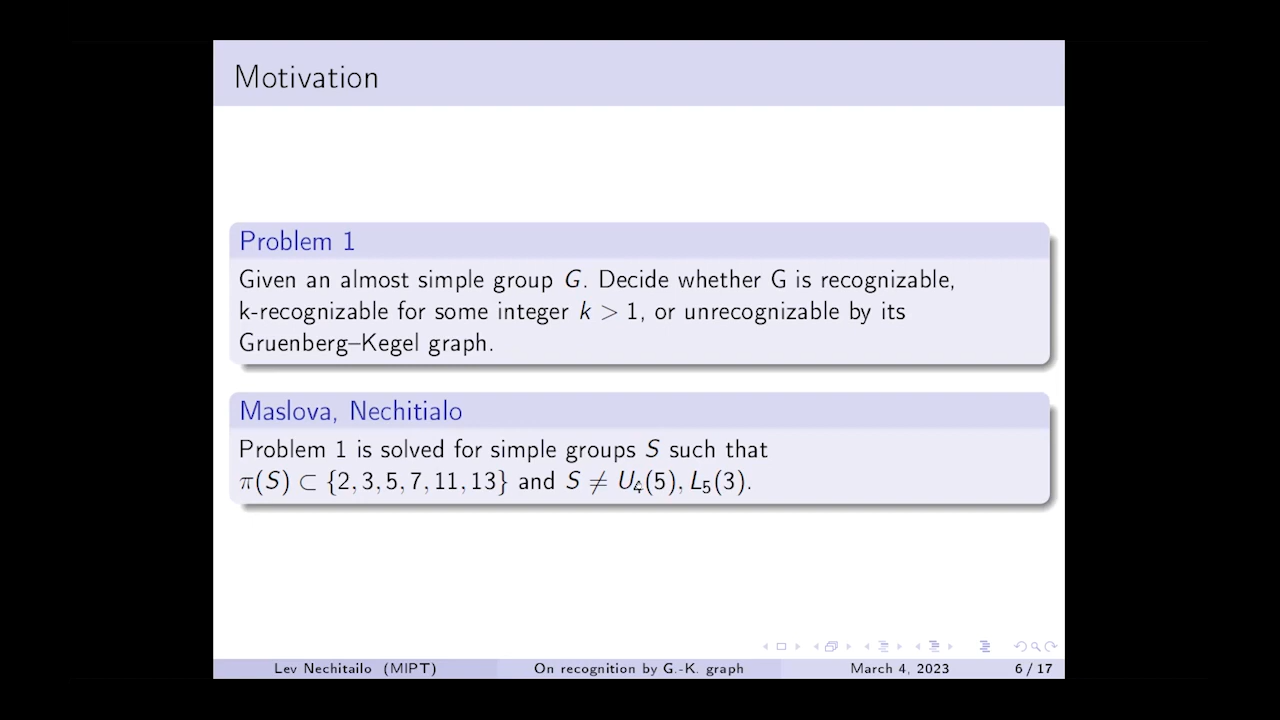 Motivation
Problem 1
Given an almost simple group G. Decide whether G is recognizable,
k-recognizable for some integer k > 1, or unrecognizable by its
Gruenberg–Kegel graph.
Maslova, Nechitialo
Problem 1 is solved for simple groups S such that
π(S) ⊂ {2, 3, 5, 7, 11, 13} and S ≠ U₄(5), L₅(3).
Lev Nechitailo (MIPT) On recognition by G.-K. graph March 4, 2023 6 / 17